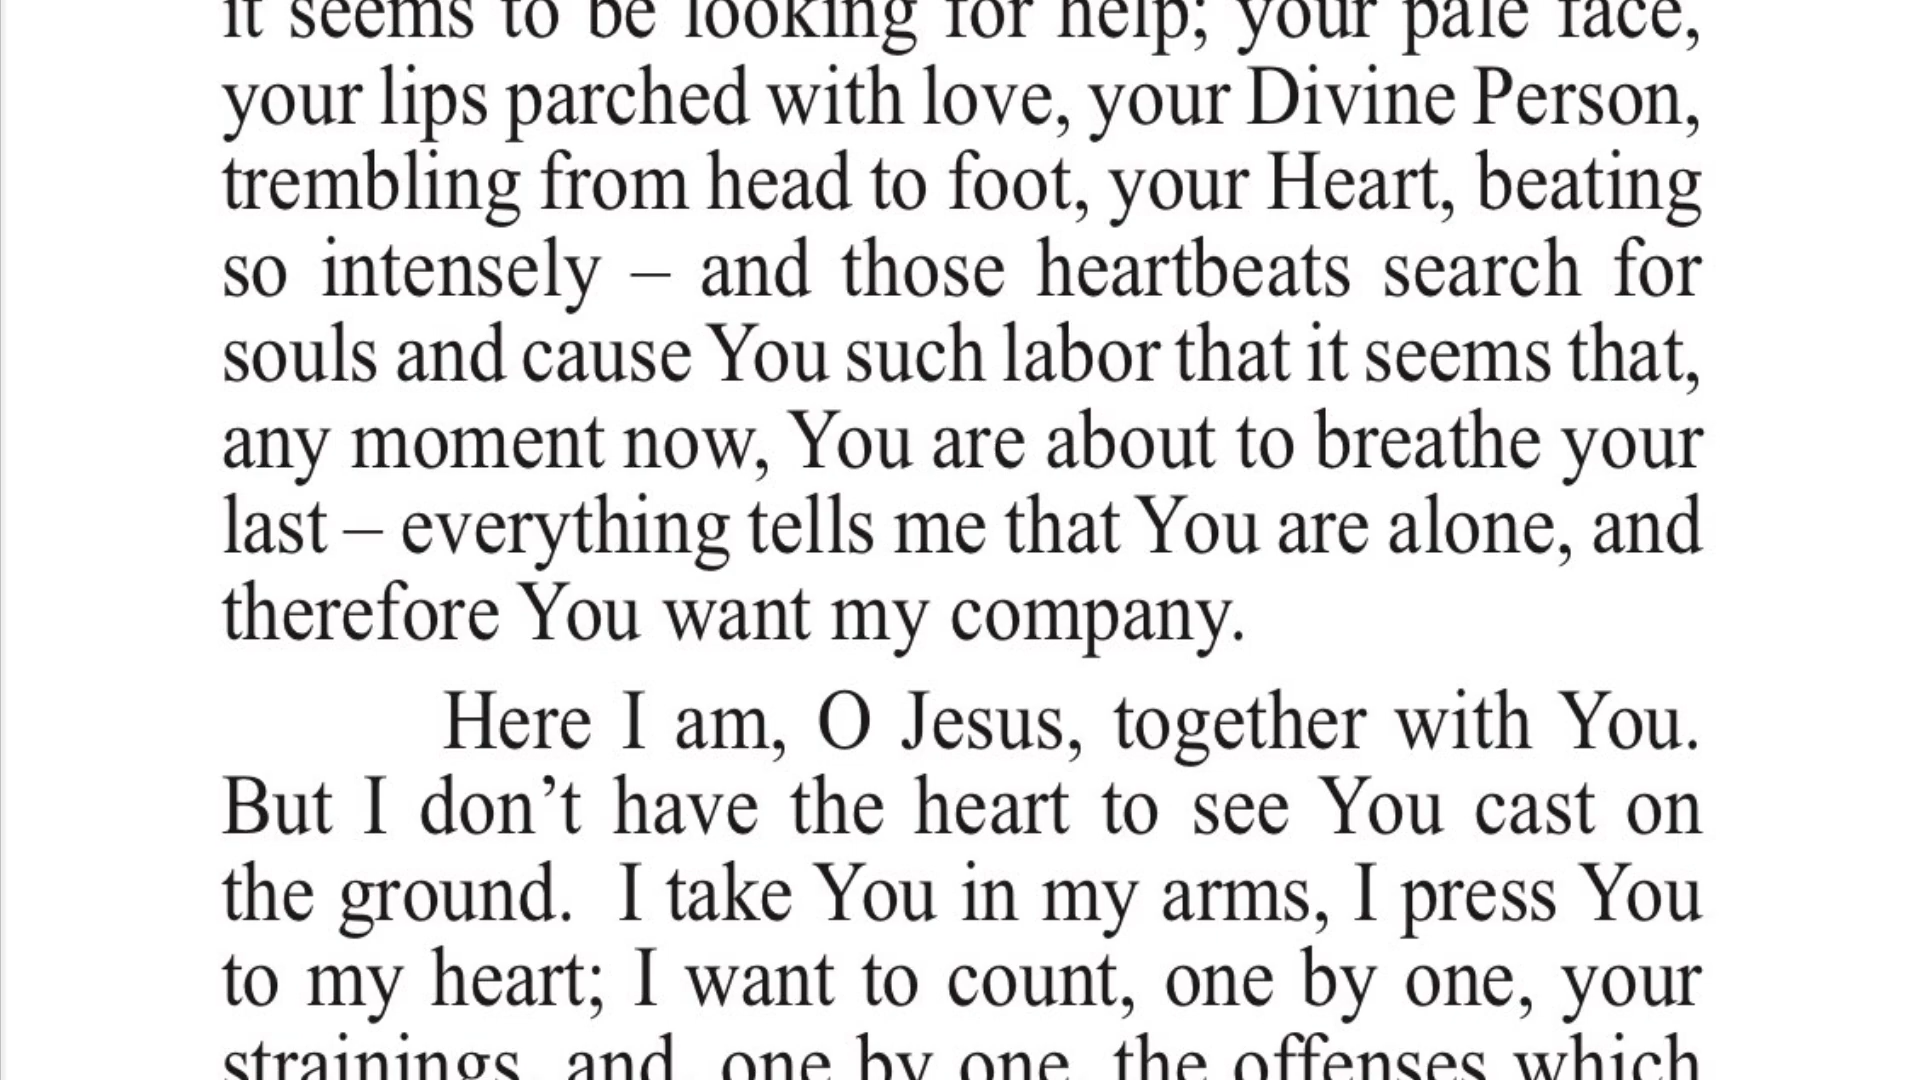 it seems to be looking for help; your pale face,
your lips parched with love, your Divine Person,
trembling from head to foot, your Heart, beating
so intensely – and those heartbeats search for
souls and cause You such labor that it seems that,
any moment now, You are about to breathe your
last – everything tells me that You are alone, and
therefore You want my company.
Here I am, O Jesus, together with You.
But I don’t have the heart to see You cast on
the ground.  I take You in my arms, I press You
to my heart; I want to count, one by one, your
strainings, and, one by one, the offenses which